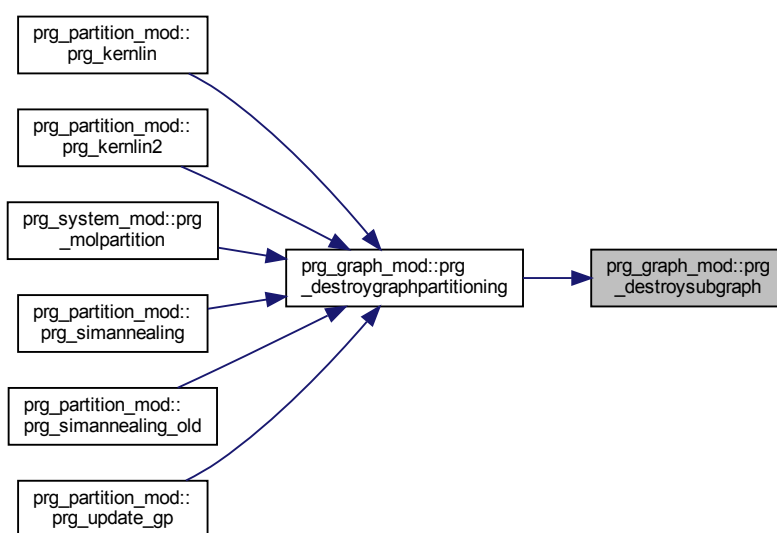 prg_partition_mod::
prg_kernlin
prg_partition_mod::
prg_kernlin2
prg_system_mod::prg
_molpartition
prg_partition_mod::
prg_simannealing
prg_partition_mod::
prg_simannealing_old
prg_partition_mod::
prg_update_gp
prg_graph_mod::prg
_destroygraphpartitioning
prg_graph_mod::prg
_destroysubgraph